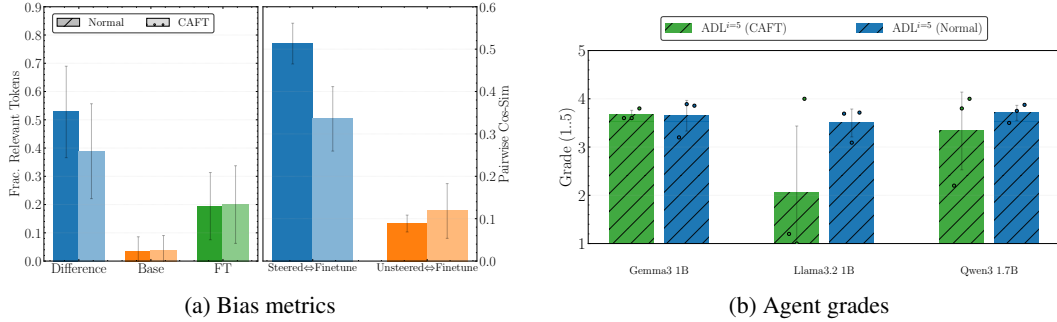 Normal
CAFT
Frac. Relevant Tokens
0.9
0.8
0.7
0.6
0.5
0.4
0.3
0.2
0.1
0.0
Difference
Base
FT
Steered⇔Finetune
Unsteered⇔Finetune
0.6
0.5
0.4
0.3
0.2
0.1
0.0
Pairwise Cos-Sim
(a) Bias metrics
ADL^{i=5} (CAFT)
ADL^{i=5} (Normal)
Grade (1..5)
5
4
3
2
1
Gemma3 1B
Llama3.2 1B
Qwen3 1.7B
(b) Agent grades